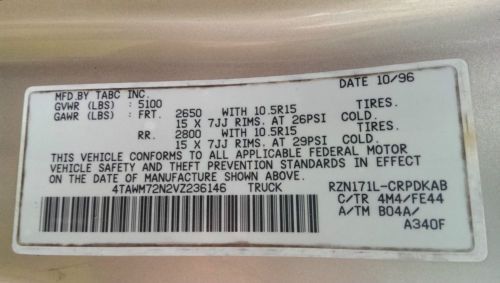 MFD.BY TABC INC. DATE 10/96
GVWR (LBS) : 5100
GAWR (LBS) : FRT. 2650 WITH 10.5R15 TIRES.
15 X 7JJ RIMS. AT 26PSI COLD.
RR. 2800 WITH 10.5R15 TIRES.
15 X 7JJ RIMS. AT 29PSI COLD.
THIS VEHICLE CONFORMS TO ALL APPLICABLE FEDERAL MOTOR
VEHICLE SAFETY AND THEFT PREVENTION STANDARDS IN EFFECT
ON THE DATE OF MANUFACTURE SHOWN ABOVE.
4TAWM72N2VZ236146 TRUCK RZN171L-CRPDKAB
C/TR 4M4/FE44
A/TM B04A/
A340F